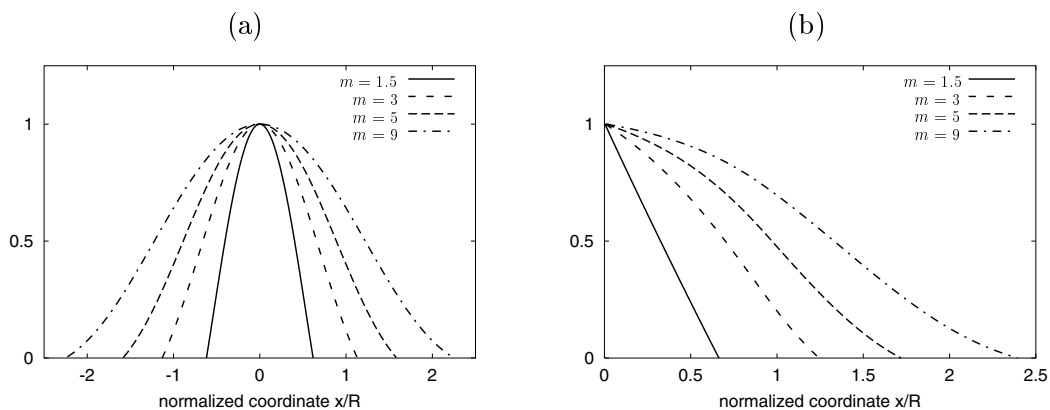 (a)
m = 1.5
m = 3
m = 5
m = 9
1
0.5
0
-2 -1 0 1 2
normalized coordinate x/R
(b)
m = 1.5
m = 3
m = 5
m = 9
1
0.5
0
0 0.5 1 1.5 2 2.5
normalized coordinate x/R